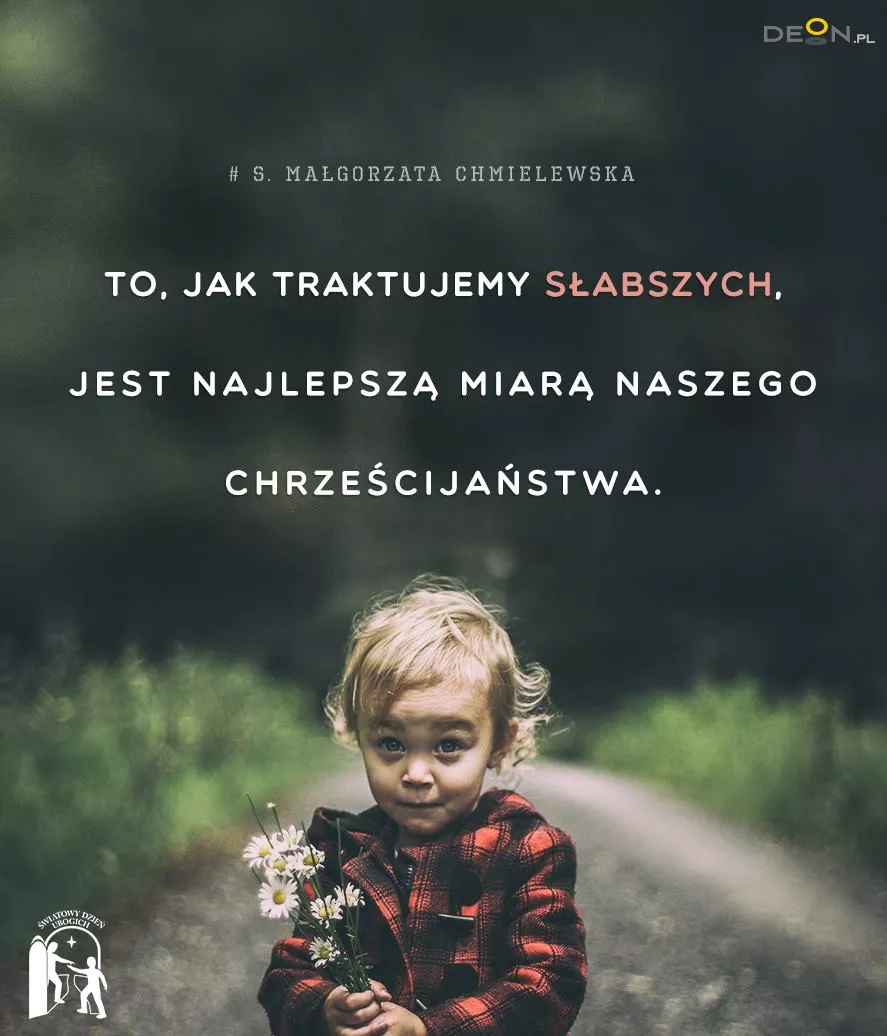 DEON.PL
# S. MAŁGORZATA CHMIELEWSKA
TO, JAK TRAKTUJEMY SŁABSZYCH,
JEST NAJLEPSZĄ MIARĄ NASZEGO
CHRZEŚCIJAŃSTWA.
ŚWIATOWY DZIEŃ
UBOGICH